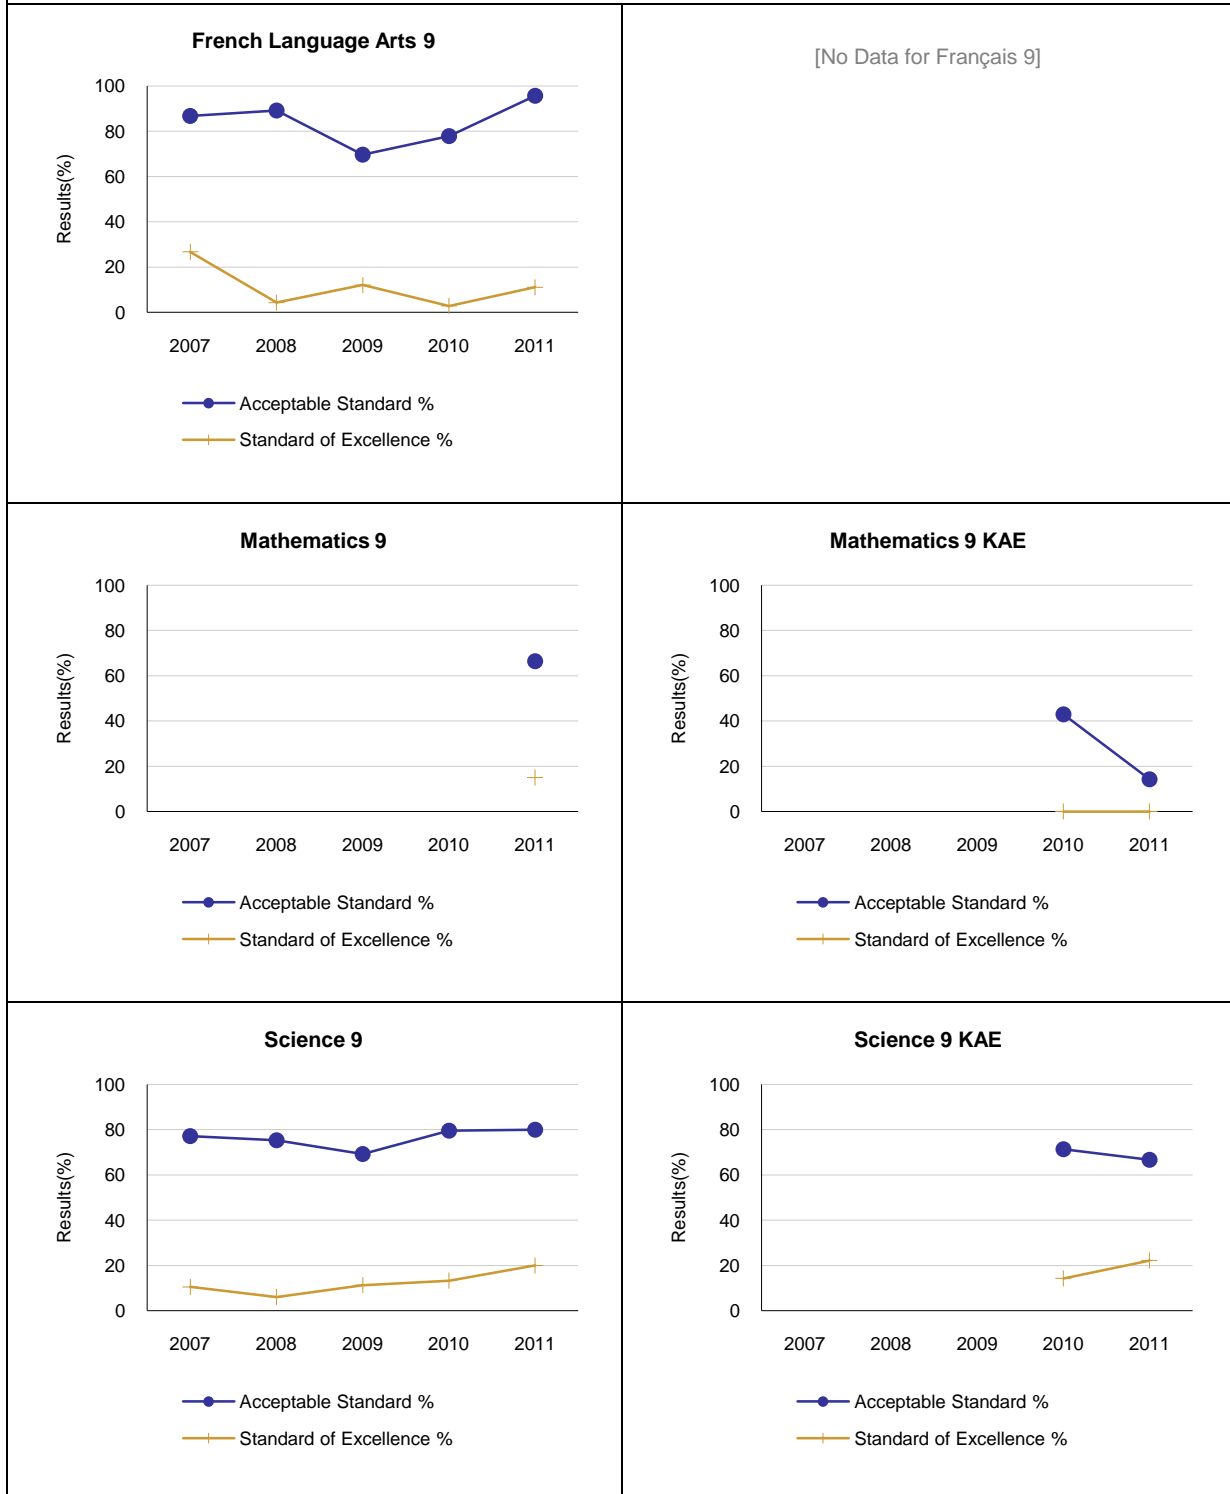 French Language Arts 9
100
80
60
40
20
0
Results(%)
2007 2008 2009 2010 2011
Acceptable Standard %
Standard of Excellence %
[No Data for Français 9]
Mathematics 9
100
80
60
40
20
0
Results(%)
2007 2008 2009 2010 2011
Acceptable Standard %
Standard of Excellence %
Mathematics 9 KAE
100
80
60
40
20
0
Results(%)
2007 2008 2009 2010 2011
Acceptable Standard %
Standard of Excellence %
Science 9
100
80
60
40
20
0
Results(%)
2007 2008 2009 2010 2011
Acceptable Standard %
Standard of Excellence %
Science 9 KAE
100
80
60
40
20
0
Results(%)
2007 2008 2009 2010 2011
Acceptable Standard %
Standard of Excellence %